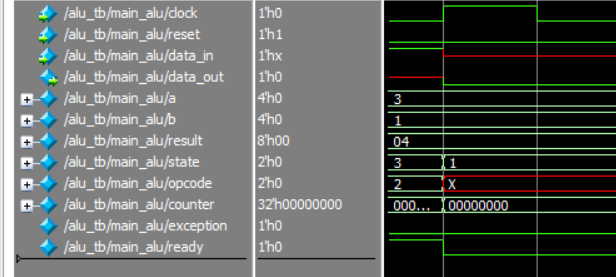 /alu_tb/main_alu/clock 1'h0
/alu_tb/main_alu/reset 1'h1
/alu_tb/main_alu/data_in 1'hx
/alu_tb/main_alu/data_out 1'h0
/alu_tb/main_alu/a 4'h0 3
/alu_tb/main_alu/b 4'h0 1
/alu_tb/main_alu/result 8'h00 04
/alu_tb/main_alu/state 2'h0 3 1
/alu_tb/main_alu/opcode 2'h0 2 X
/alu_tb/main_alu/counter 32'h00000000 000... 00000000
/alu_tb/main_alu/exception 1'h0
/alu_tb/main_alu/ready 1'h0